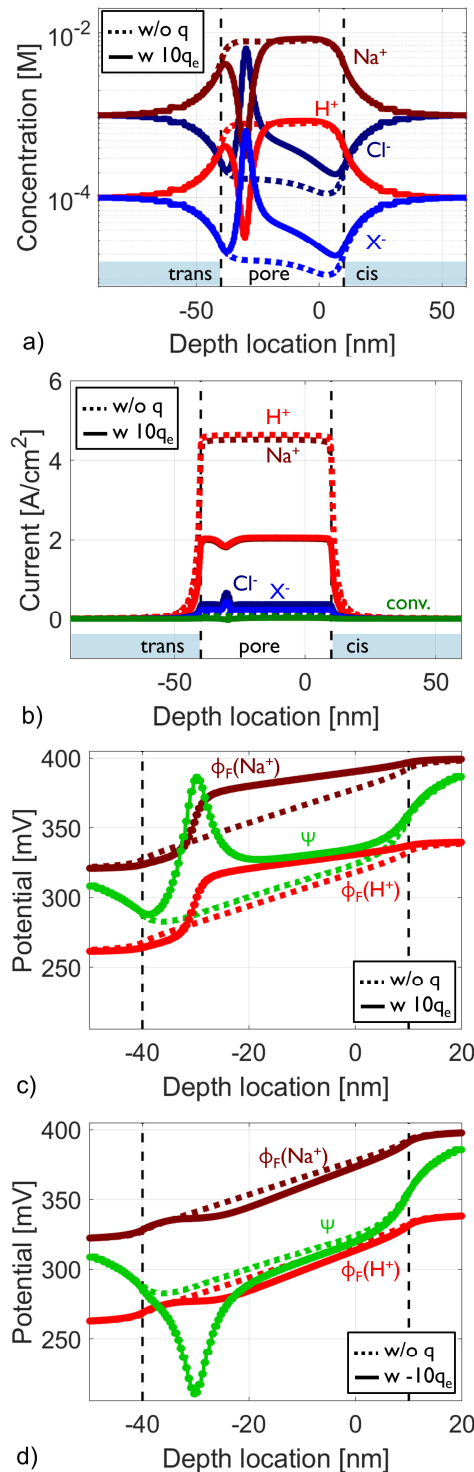 w/o q
w 10qₑ
Concentration [M]
10⁻²
10⁻⁴
Na⁺
H⁺
Cl⁻
X⁻
trans
pore
cis
-50
0
50
Depth location [nm]
a)
w/o q
w 10qₑ
Current [A/cm²]
6
4
2
0
H⁺
Na⁺
Cl⁻
X⁻
conv.
trans
pore
cis
-50
0
50
Depth location [nm]
b)
Potential [mV]
400
350
300
250
ϕF(Na⁺)
Ψ
ϕF(H⁺)
w/o q
w 10qₑ
-40
-20
0
20
Depth location [nm]
c)
Potential [mV]
400
350
300
250
ϕF(Na⁺)
Ψ
ϕF(H⁺)
w/o q
w -10qₑ
-40
-20
0
20
Depth location [nm]
d)